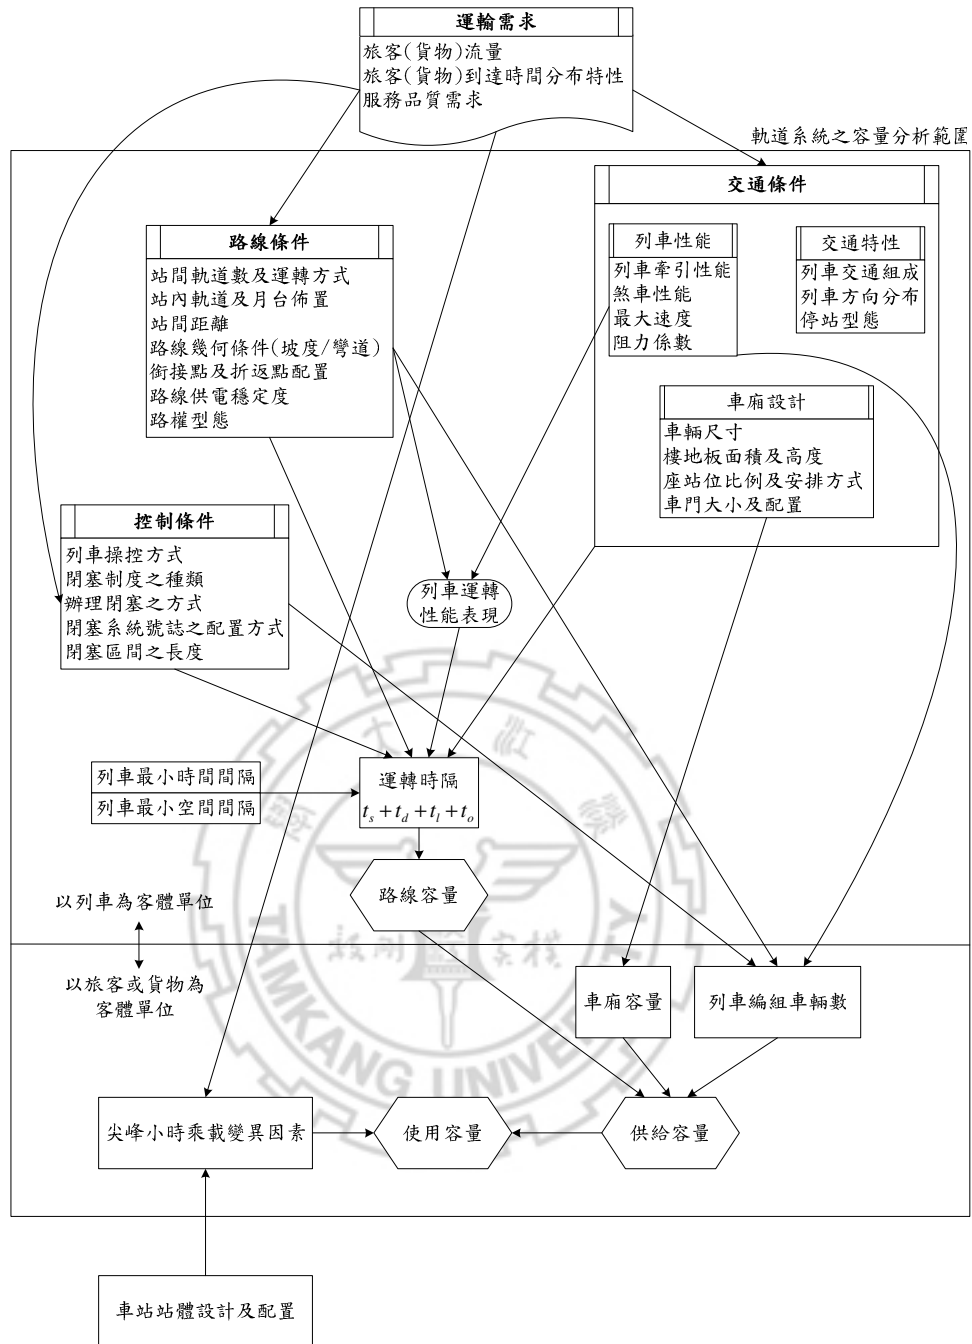 運輸需求
旅客(貨物)流量
旅客(貨物)到達時間分布特性
服務品質需求
軌道系統之容量分析範圍
交通條件
列車性能
列車牽引性能
煞車性能
最大速度
阻力係數
交通特性
列車交通組成
列車方向分布
停站型態
車廂設計
車輛尺寸
樓地板面積及高度
座站位比例及安排方式
車門大小及配置
路線條件
站間軌道數及運轉方式
站內軌道及月台佈置
站間距離
路線幾何條件(坡度/彎道)
銜接點及折返點配置
路線供電穩定度
路權型態
控制條件
列車操控方式
閉塞制度之種類
辦理閉塞之方式
閉塞系統號誌之配置方式
閉塞區間之長度
列車運轉
性能表現
列車最小時間間隔
列車最小空間間隔
運轉時隔
t_s + t_d + t_l + t_o
路線容量
以列車為客體單位
以旅客或貨物為
客體單位
車廂容量
列車編組車輛數
尖峰小時乘載變異因素
使用容量
供給容量
車站站體設計及配置
TAMKANG UNIVERSITY